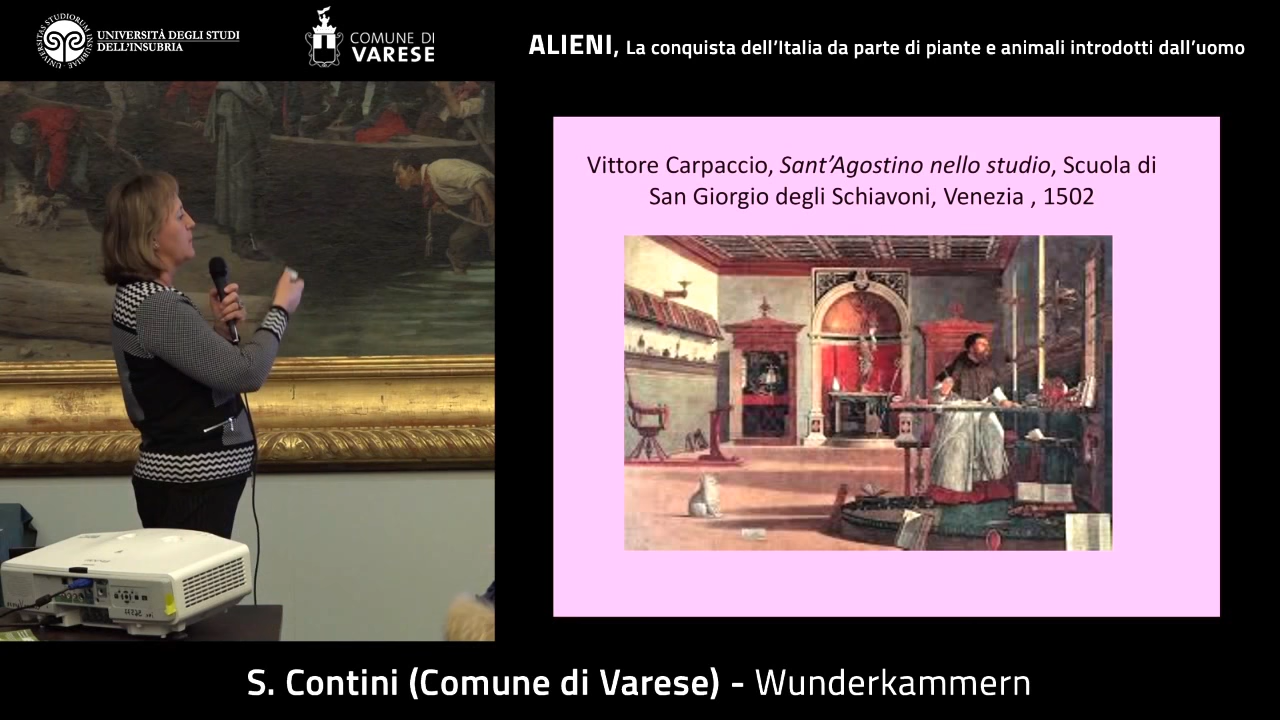 UNIVERSITÀ DEGLI STUDI
DELL'INSUBRIA
COMUNE DI
VARESE
ALIENI, La conquista dell'Italia da parte di piante e animali introdotti dall'uomo
Vittore Carpaccio, Sant'Agostino nello studio, Scuola di
San Giorgio degli Schiavoni, Venezia , 1502
S. Contini (Comune di Varese) - Wunderkammern